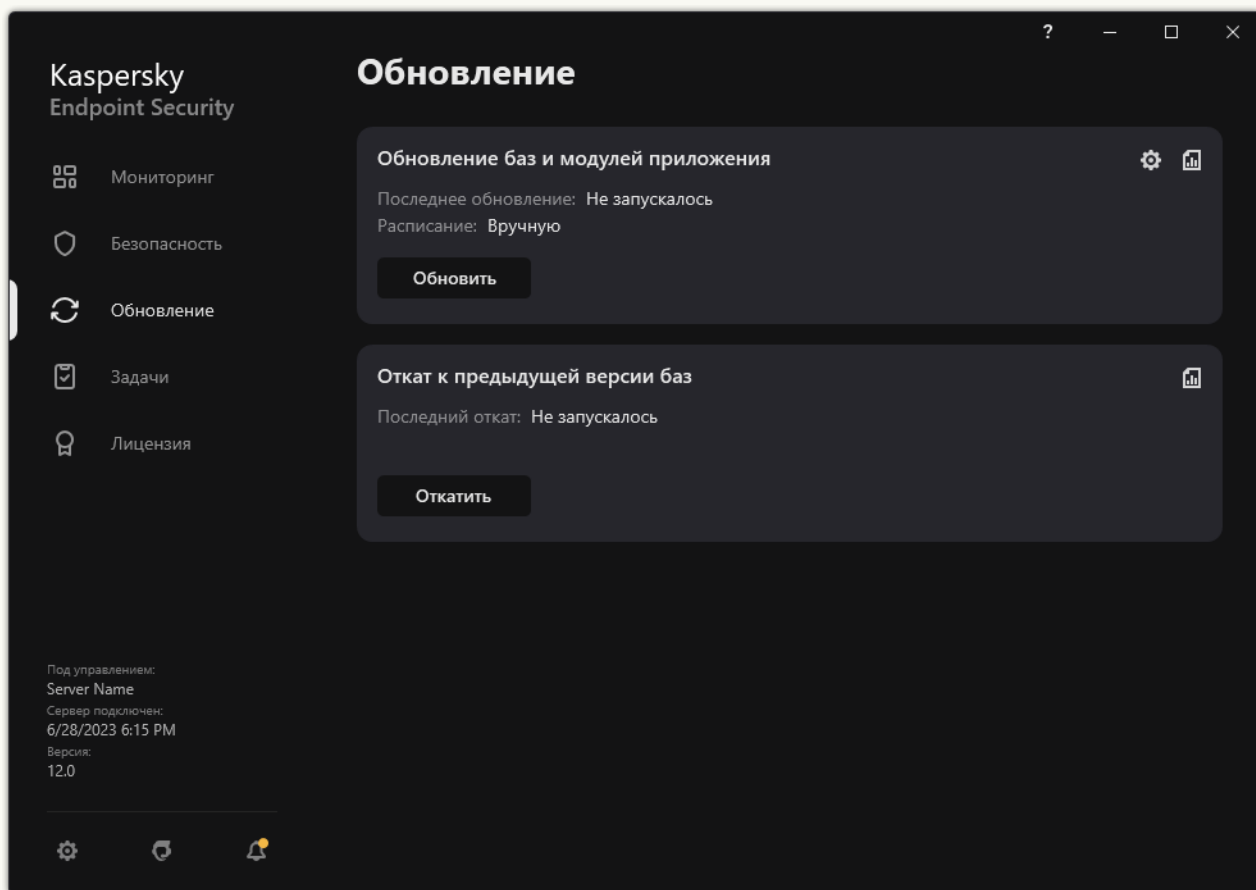 ?
Kaspersky
Endpoint Security
Мониторинг
Безопасность
Обновление
Задачи
Лицензия
Под управлением:
Server Name
Сервер подключен:
6/28/2023 6:15 PM
Версия:
12.0
Обновление
Обновление баз и модулей приложения
Последнее обновление: Не запускалось
Расписание: Вручную
Обновить
Откат к предыдущей версии баз
Последний откат: Не запускалось
Откатить